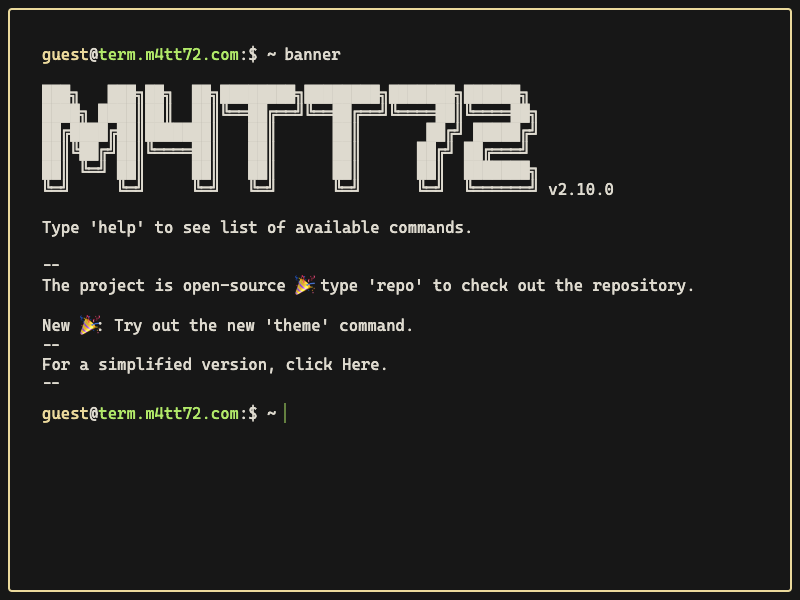 guest@term.m4tt72.com:$ ~ banner
M4TT72 v2.10.0
Type 'help' to see list of available commands.
--
The project is open-source 🎉 type 'repo' to check out the repository.
New 🎉: Try out the new 'theme' command.
--
For a simplified version, click Here.
--
guest@term.m4tt72.com:$ ~